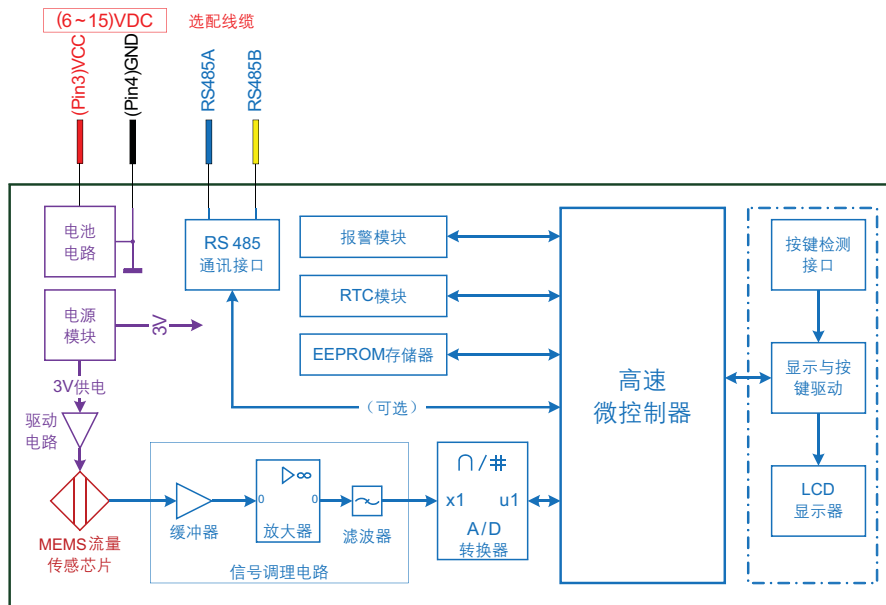 (6~15)VDC
选配线缆
(Pin3)VCC
(Pin4)GND
RS485A
RS485B
电池
电路
RS 485
通讯接口
报警模块
按键检测
接口
电源
模块
3V
RTC模块
EEPROM存储器
高速
微控制器
显示与按
键驱动
3V供电
(可选)
驱动
电路
∩/#
x1
u1
A/D
转换器
▷∞
0
0
放大器
缓冲器
滤波器
LCD
显示器
MEMS流量
传感芯片
信号调理电路